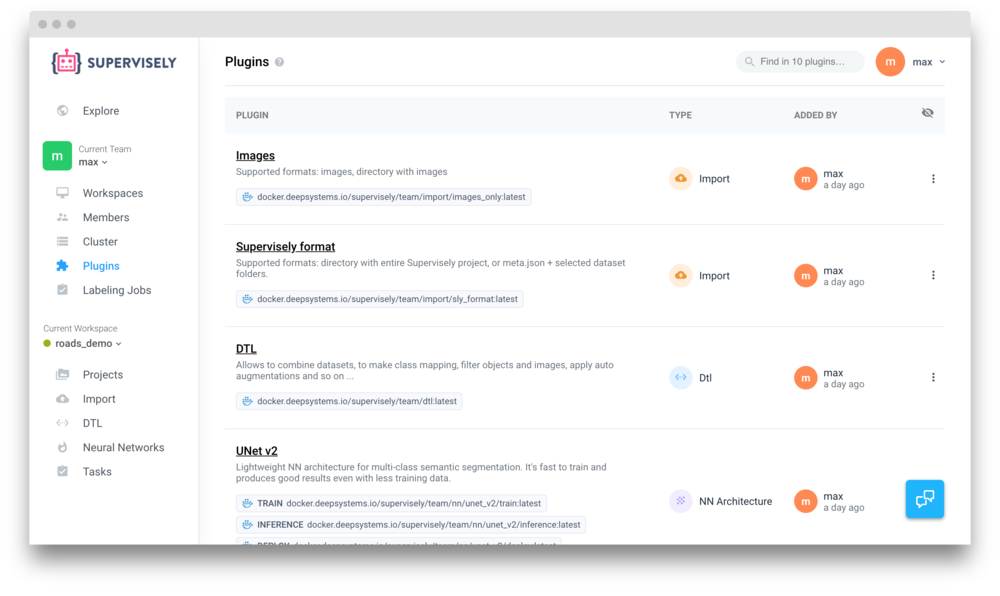 SUPERVISELY
Plugins
Find in 10 plugins...
m
max
Explore
m
Current Team
max
Workspaces
Members
Cluster
Plugins
Labeling Jobs
Current Workspace
roads_demo
Projects
Import
DTL
Neural Networks
Tasks
PLUGIN
TYPE
ADDED BY
Images
Supported formats: images, directory with images
docker.deepsystems.io/supervisely/team/import/images_only:latest
Import
m
max
a day ago
Supervisely format
Supported formats: directory with entire Supervisely project, or meta.json + selected dataset
folders.
docker.deepsystems.io/supervisely/team/import/sly_format:latest
Import
m
max
a day ago
DTL
Allows to combine datasets, to make class mapping, filter objects and images, apply auto
augmentations and so on ...
docker.deepsystems.io/supervisely/team/dtl:latest
Dtl
m
max
a day ago
UNet v2
Lightweight NN architecture for multi-class semantic segmentation. It's fast to train and
produces good results even with less training data.
TRAIN docker.deepsystems.io/supervisely/team/nn/unet_v2/train:latest
INFERENCE docker.deepsystems.io/supervisely/team/nn/unet_v2/inference:latest
NN Architecture
m
max
a day ago